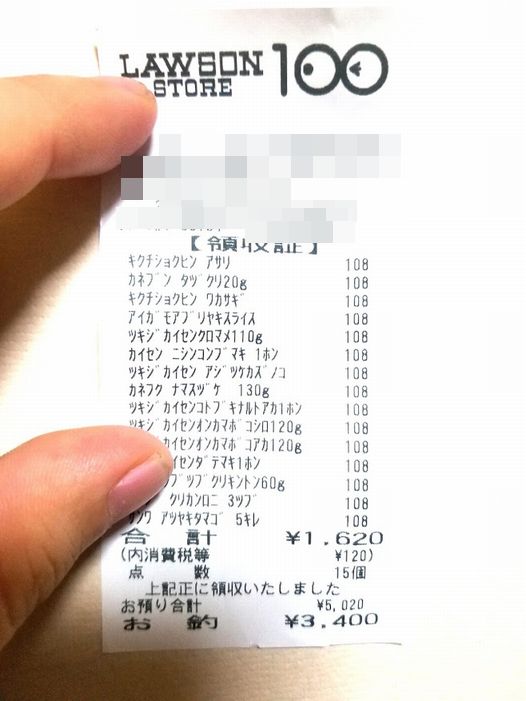 LAWSON
STORE 100
【領収証】
ｷｸﾁｼｮｸﾋﾝ ｱｻﾘ 108
ｶﾈﾌﾞﾝ ﾀﾂﾞｸﾘ20g 108
ｷｸﾁｼｮｸﾋﾝ ﾜｶｻｷﾞ 108
ｱｲｶﾞﾓｱﾌﾞﾘﾔｷｽﾗｲｽ 108
ﾂｷｼﾞｶｲｾﾝｸﾛﾏﾒ110g 108
ｶｲｾﾝ ﾆｼﾝｺﾝﾌﾞﾏｷ 1ﾎﾝ 108
ﾂｷｼﾞｶｲｾﾝ ｱｼﾞﾂｹｶｽﾞﾉｺ 108
ｶﾈﾌｸ ﾅﾏｽﾂﾞｹ 130g 108
ﾂｷｼﾞｶｲｾﾝｺﾄﾌﾞｷﾅﾙﾄｱｶ1ﾎﾝ 108
ﾂｷｼﾞｶｲｾﾝｵﾝｶﾏﾎﾞｺｼﾛ120g 108
ｶｲｾﾝｵﾝｶﾏﾎﾞｺｱｶ120g 108
ｲｾﾝﾀﾞﾃﾏｷ1ﾎﾝ 108
ﾌﾞﾂﾌﾞｸﾘｷﾝﾄﾝ60g 108
ｸﾘｶﾝﾛﾆ 3ﾂﾌﾞ 108
ｱﾂﾔｷﾀﾏｺﾞ 5ｷﾚ 108
合計 ¥1,620
(内消費税等 ¥120)
点数 15個
上記正に領収いたしました
お預り合計 ¥5,020
お釣 ¥3,400